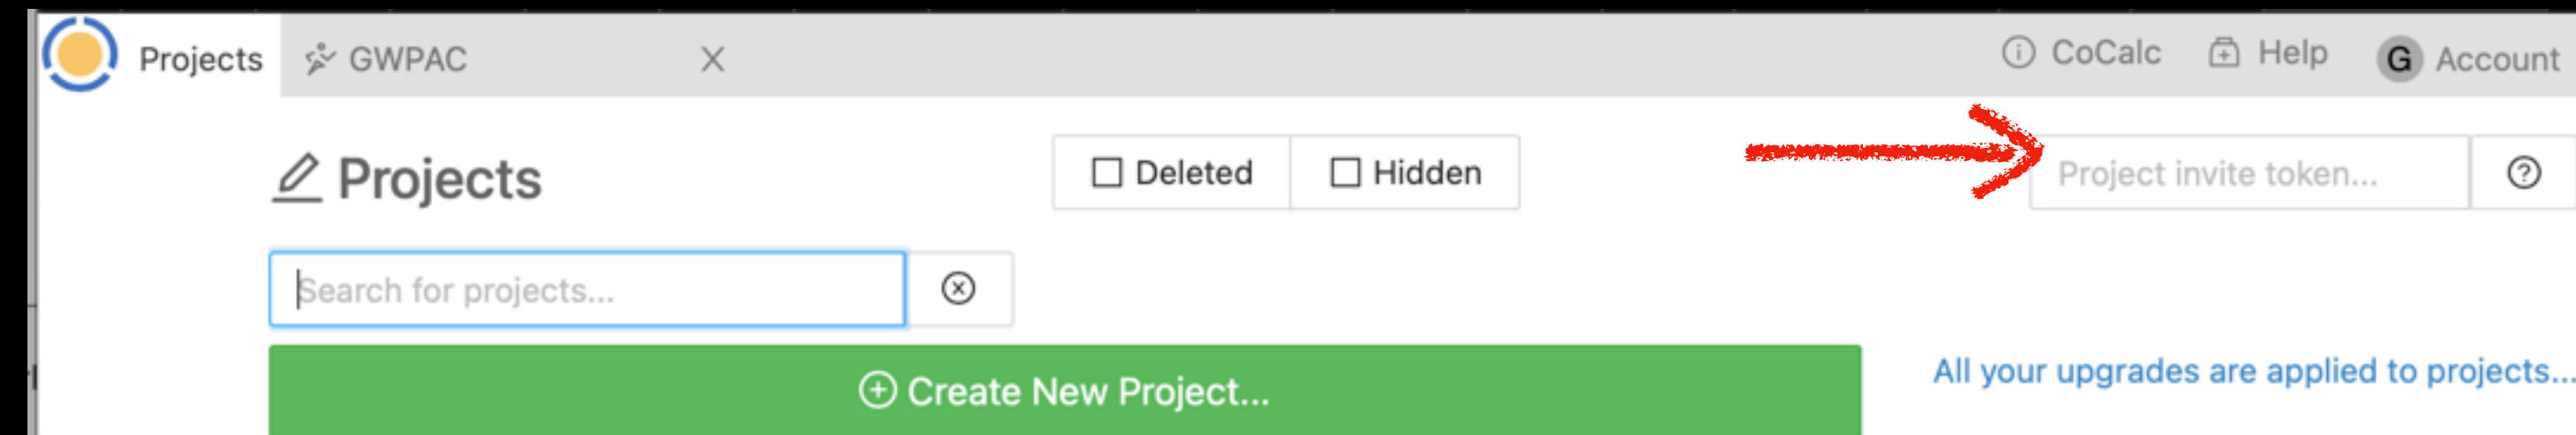 Projects GWPAC CoCalc Help G Account
Projects Deleted Hidden Project invite token...
Search for projects...
Create New Project... All your upgrades are applied to projects...